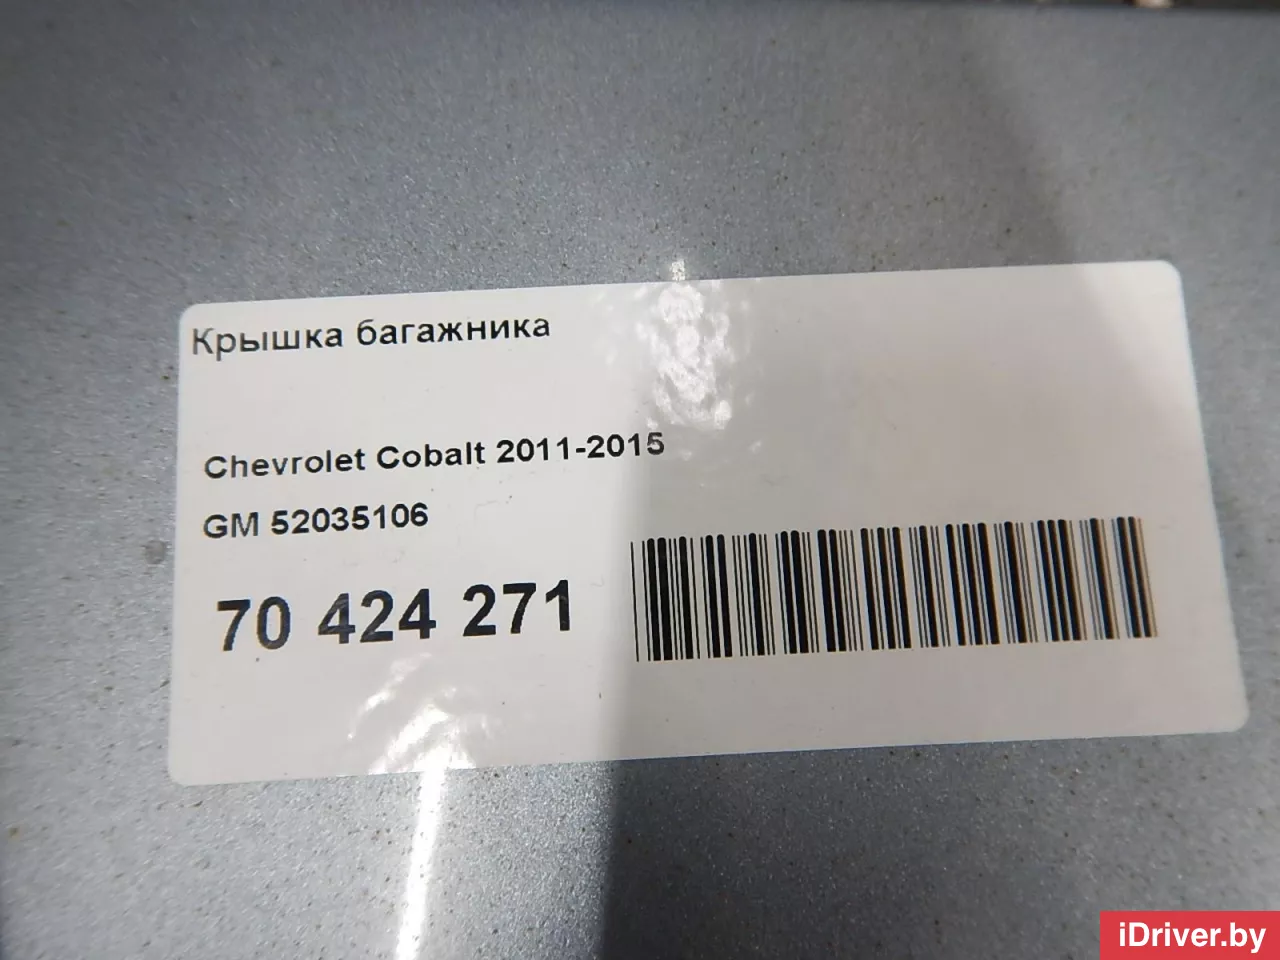 Крышка багажника
Chevrolet Cobalt 2011-2015
GM 52035106
70 424 271
iDriver.by